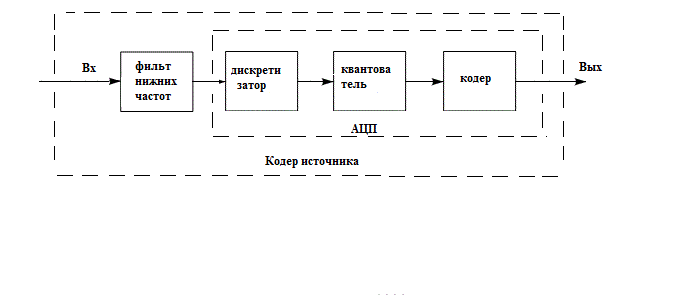 Вх
фильт
нижних
частот
дискрети
затор
квантова
тель
кодер
Вых
АЦП
Кодер источника